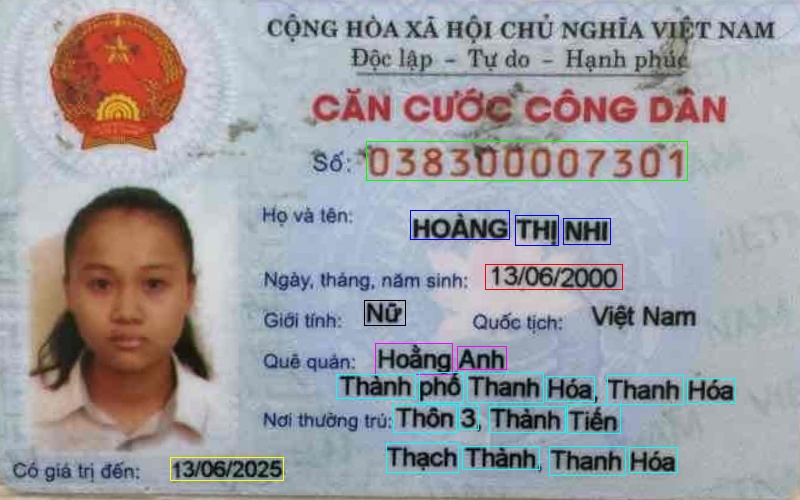 CỘNG HÒA XÃ HỘI CHỦ NGHĨA VIỆT NAM
Độc lập - Tự do - Hạnh phúc
CĂN CƯỚC CÔNG DÂN
Số: 038300007301
Họ và tên: HOÀNG THỊ NHI
Ngày, tháng, năm sinh: 13/06/2000
Giới tính: Nữ Quốc tịch: Việt Nam
Quê quán: Hoằng Anh
Thành phố Thanh Hóa, Thanh Hóa
Nơi thường trú: Thôn 3, Thành Tiến
Thạch Thành, Thanh Hóa
Có giá trị đến: 13/06/2025